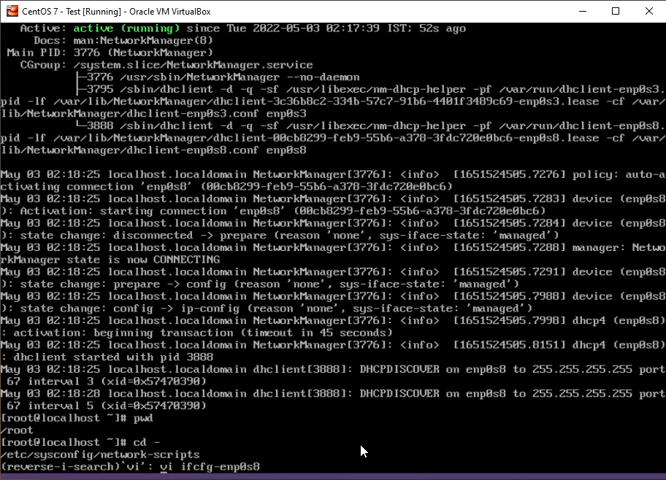 CentOS 7 - Test [Running] - Oracle VM VirtualBox
Active: active (running) since Tue 2022-05-03 02:17:39 IST; 52s ago
Docs: man:NetworkManager(8)
Main PID: 3776 (NetworkManager)
CGroup: /system.slice/NetworkManager.service
├─3776 /usr/sbin/NetworkManager --no-daemon
├─3795 /sbin/dhclient -d -q -sf /usr/libexec/nm-dhcp-helper -pf /var/run/dhclient-enp0s3.
pid -lf /var/lib/NetworkManager/dhclient-3c36b8c2-334b-57c7-91b6-4401f3489c69-enp0s3.lease -cf /var/
lib/NetworkManager/dhclient-enp0s3.conf enp0s3
└─3888 /sbin/dhclient -d -q -sf /usr/libexec/nm-dhcp-helper -pf /var/run/dhclient-enp0s8.
pid -lf /var/lib/NetworkManager/dhclient-00cb8299-feb9-55b6-a378-3fdc720e0bc6-enp0s8.lease -cf /var/
lib/NetworkManager/dhclient-enp0s8.conf enp0s8
May 03 02:18:25 localhost.localdomain NetworkManager[3776]: <info>  [1651524505.7276] policy: auto-a
ctivating connection 'enp0s8' (00cb8299-feb9-55b6-a378-3fdc720e0bc6)
May 03 02:18:25 localhost.localdomain NetworkManager[3776]: <info>  [1651524505.7283] device (enp0s8
): Activation: starting connection 'enp0s8' (00cb8299-feb9-55b6-a378-3fdc720e0bc6)
May 03 02:18:25 localhost.localdomain NetworkManager[3776]: <info>  [1651524505.7284] device (enp0s8
): state change: disconnected -> prepare (reason 'none', sys-iface-state: 'managed')
May 03 02:18:25 localhost.localdomain NetworkManager[3776]: <info>  [1651524505.7288] manager: Netwo
rkManager state is now CONNECTING
May 03 02:18:25 localhost.localdomain NetworkManager[3776]: <info>  [1651524505.7291] device (enp0s8
): state change: prepare -> config (reason 'none', sys-iface-state: 'managed')
May 03 02:18:25 localhost.localdomain NetworkManager[3776]: <info>  [1651524505.7988] device (enp0s8
): state change: config -> ip-config (reason 'none', sys-iface-state: 'managed')
May 03 02:18:25 localhost.localdomain NetworkManager[3776]: <info>  [1651524505.7998] dhcp4 (enp0s8)
: activation: beginning transaction (timeout in 45 seconds)
May 03 02:18:25 localhost.localdomain NetworkManager[3776]: <info>  [1651524505.8151] dhcp4 (enp0s8)
: dhclient started with pid 3888
May 03 02:18:25 localhost.localdomain dhclient[3888]: DHCPDISCOVER on enp0s8 to 255.255.255.255 port
67 interval 3 (xid=0x57470390)
May 03 02:18:28 localhost.localdomain dhclient[3888]: DHCPDISCOVER on enp0s8 to 255.255.255.255 port
67 interval 5 (xid=0x57470390)
[root@localhost ~]# pwd
/root
[root@localhost ~]# cd -
/etc/sysconfig/network-scripts
(reverse-i-search)`vi': vi ifcfg-enp0s8